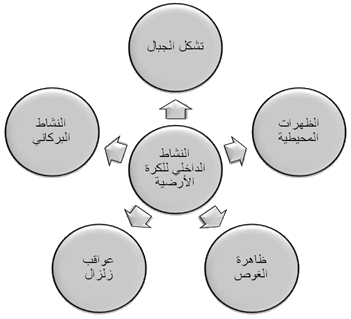 تشكل الجبال
النشاط
البركاني
الظهرات
المحيطية
النشاط
الداخلي للكرة
الأرضية
عواقب
زلزال
ظاهرة
الغوص